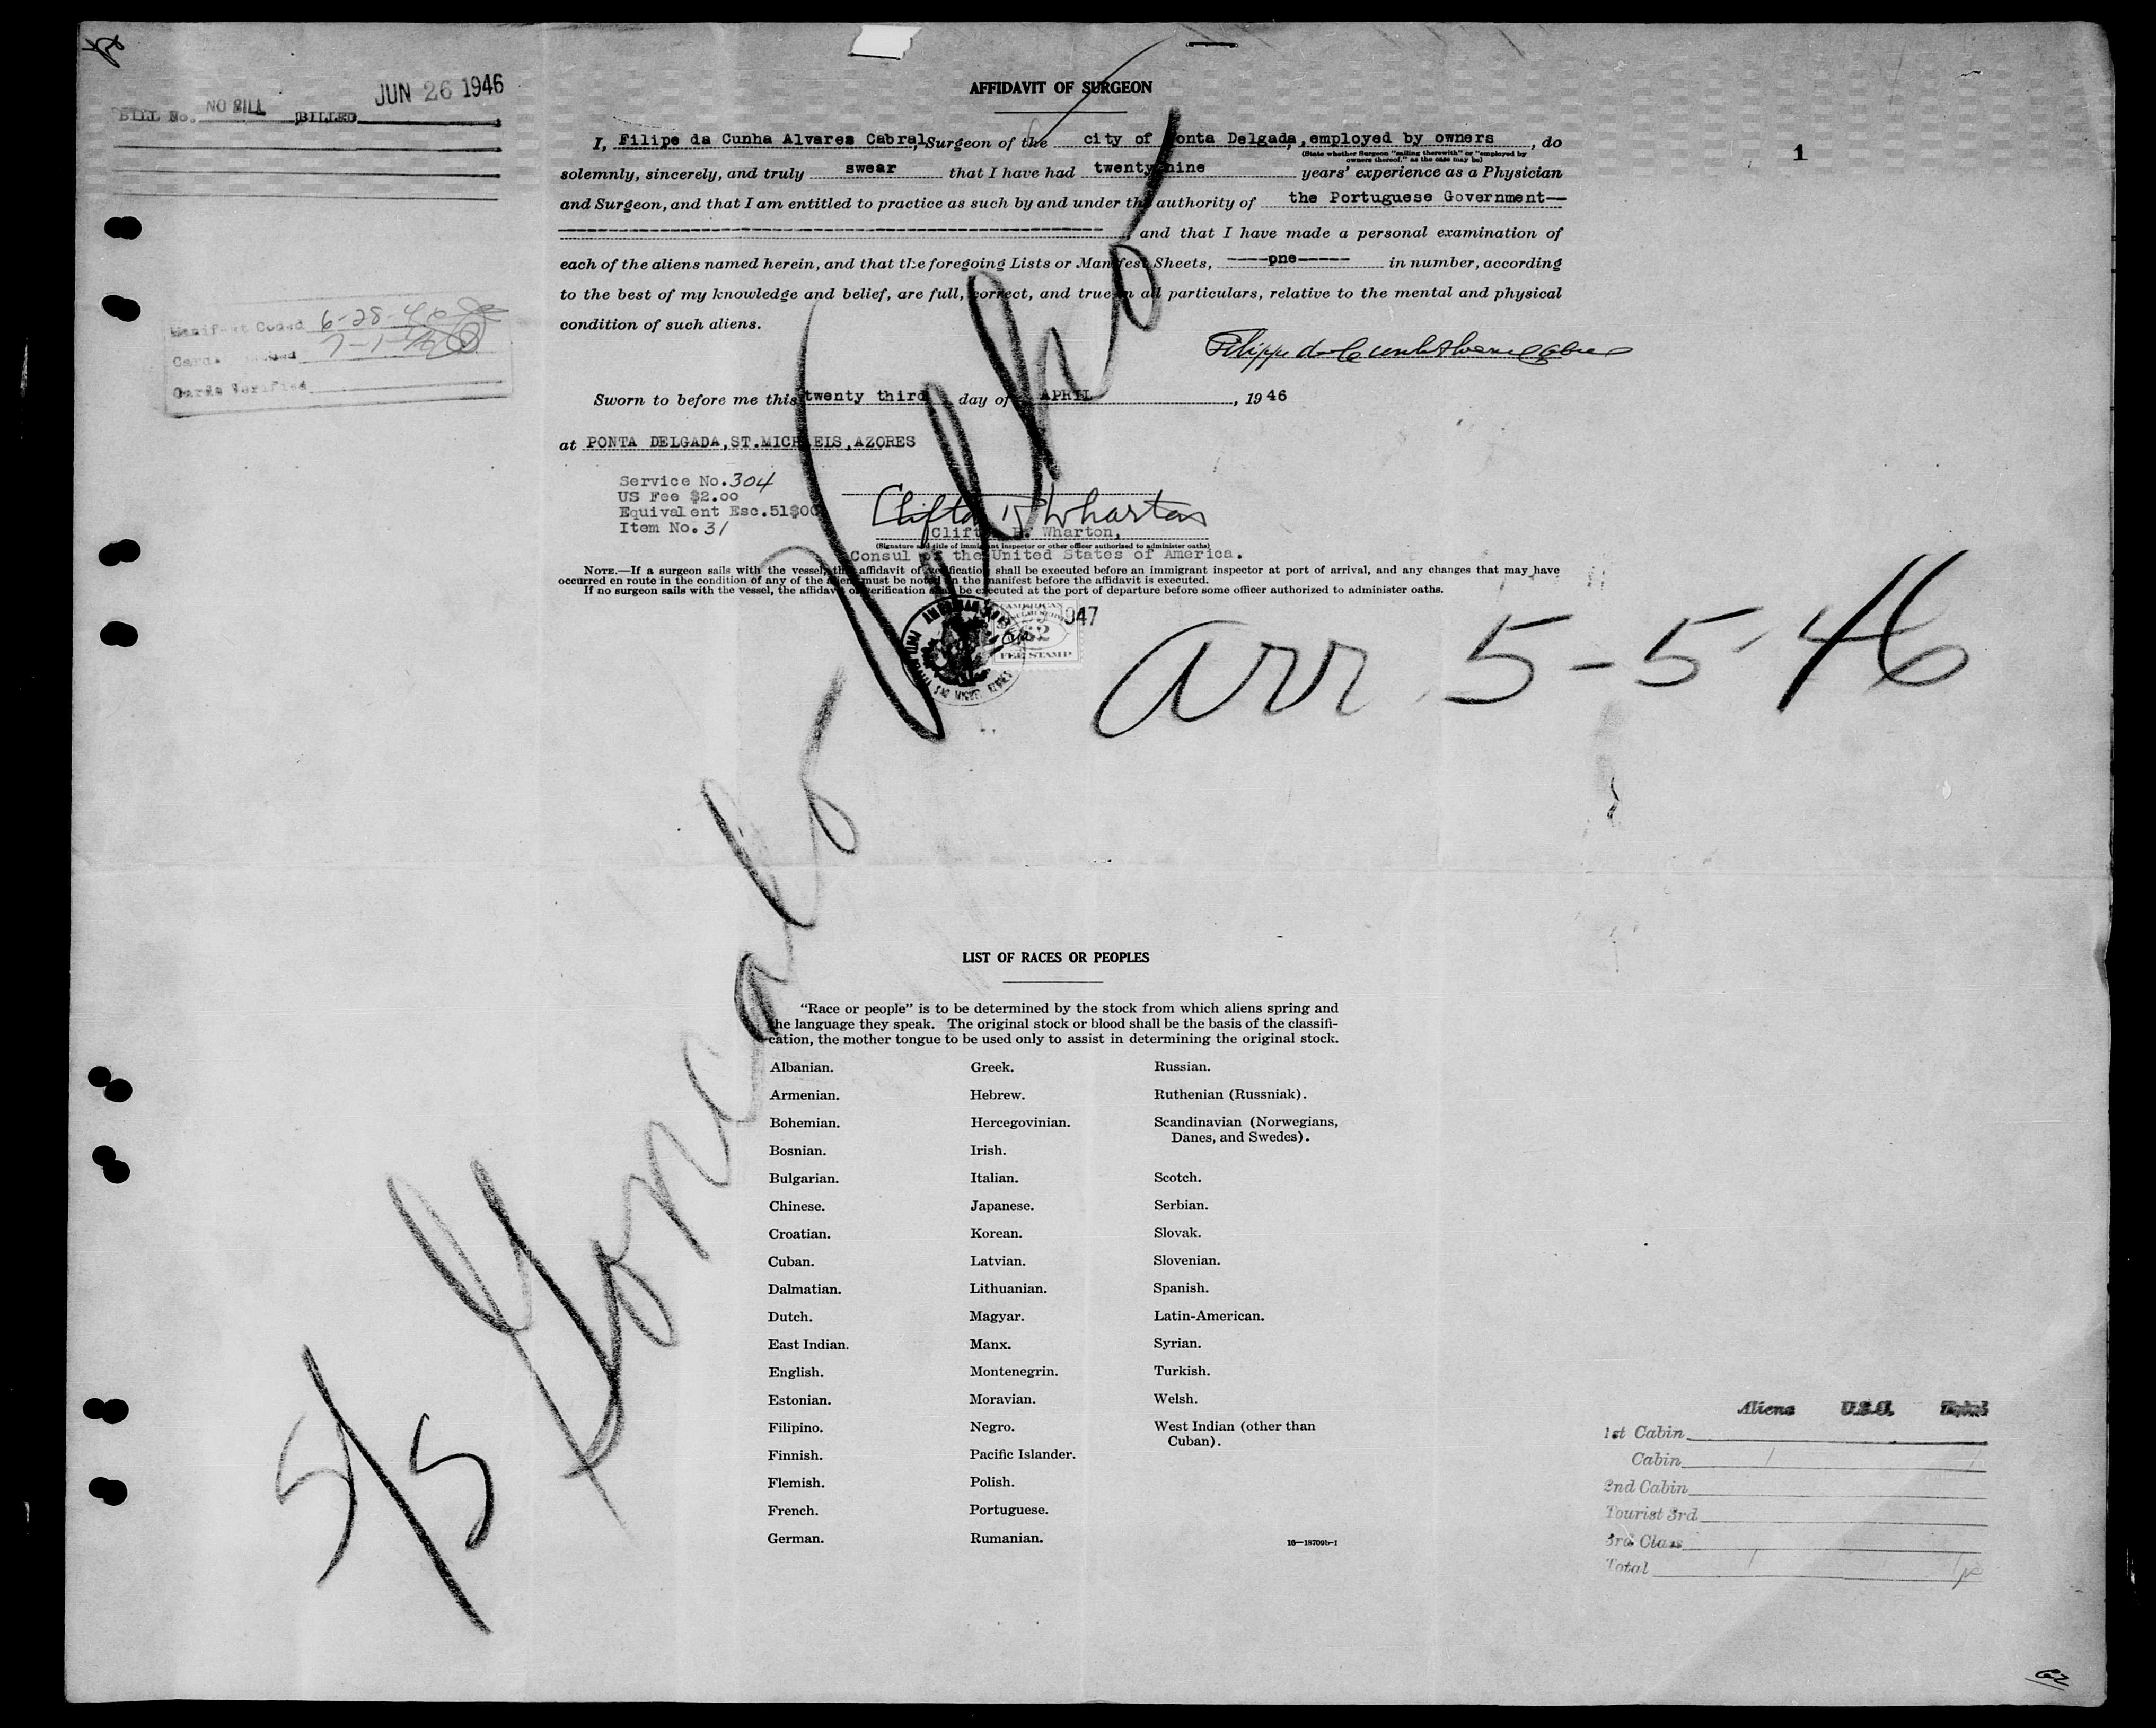 JUN 26 1946
BILL No. NO BILL BILLED
AFFIDAVIT OF SURGEON
1
I, Filipe da Cunha Alvares Cabral, Surgeon of the city of Ponta Delgada, employed by owners, do
(State whether Surgeon "sailing therewith" or "employed by
owners thereof," as the case may be)
solemnly, sincerely, and truly swear that I have had twenty nine years' experience as a Physician
and Surgeon, and that I am entitled to practice as such by and under the authority of the Portuguese Government—
, and that I have made a personal examination of
each of the aliens named herein, and that the foregoing Lists or Manifest Sheets, ----one----- in number, according
to the best of my knowledge and belief, are full, correct, and true in all particulars, relative to the mental and physical
condition of such aliens.
Manifest Coded 6-28-46
Cards 7-1-46
Cards Verified
Sworn to before me this twenty third day of APRIL, 1946
at PONTA DELGADA, ST. MICHAELS, AZORES
Service No. 304
US Fee $2.00
Equivalent Esc. 51$00
Item No. 31
Clifton R Wharton
Clifton R. Wharton,
(Signature and title of immigrant inspector or other officer authorized to administer oaths)
Consul of the United States of America.
NOTE.—If a surgeon sails with the vessel, the affidavit of verification shall be executed before an immigrant inspector at port of arrival, and any changes that may have
occurred en route in the condition of any of the aliens must be noted on the manifest before the affidavit is executed.
If no surgeon sails with the vessel, the affidavit of verification shall be executed at the port of departure before some officer authorized to administer oaths.
$2
FEE STAMP
947
arr. 5-5-46
S/S Goncalo
LIST OF RACES OR PEOPLES
"Race or people" is to be determined by the stock from which aliens spring and
the language they speak. The original stock or blood shall be the basis of the classifi-
cation, the mother tongue to be used only to assist in determining the original stock.
Albanian. Greek. Russian.
Armenian. Hebrew. Ruthenian (Russniak).
Bohemian. Hercegovinian. Scandinavian (Norwegians,
Danes, and Swedes).
Bosnian. Irish.
Bulgarian. Italian. Scotch.
Chinese. Japanese. Serbian.
Croatian. Korean. Slovak.
Cuban. Latvian. Slovenian.
Dalmatian. Lithuanian. Spanish.
Dutch. Magyar. Latin-American.
East Indian. Manx. Syrian.
English. Montenegrin. Turkish.
Estonian. Moravian. Welsh.
Filipino. Negro. West Indian (other than
Cuban).
Finnish. Pacific Islander.
Flemish. Polish.
French. Portuguese.
German. Rumanian.
16—18709b-1
Aliens U.S.C. Total
1st Cabin
Cabin 1 1
2nd Cabin
Tourist 3rd
3rd Class
Total 1 1
62